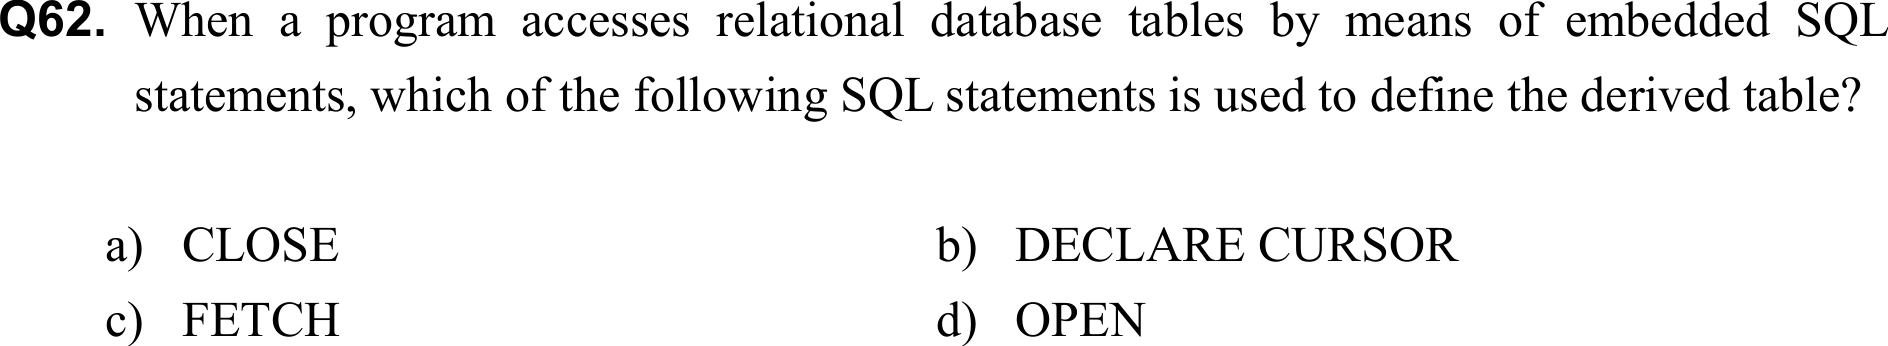 Q62. When a program accesses relational database tables by means of embedded SQL
statements, which of the following SQL statements is used to define the derived table?
a) CLOSE b) DECLARE CURSOR
c) FETCH d) OPEN